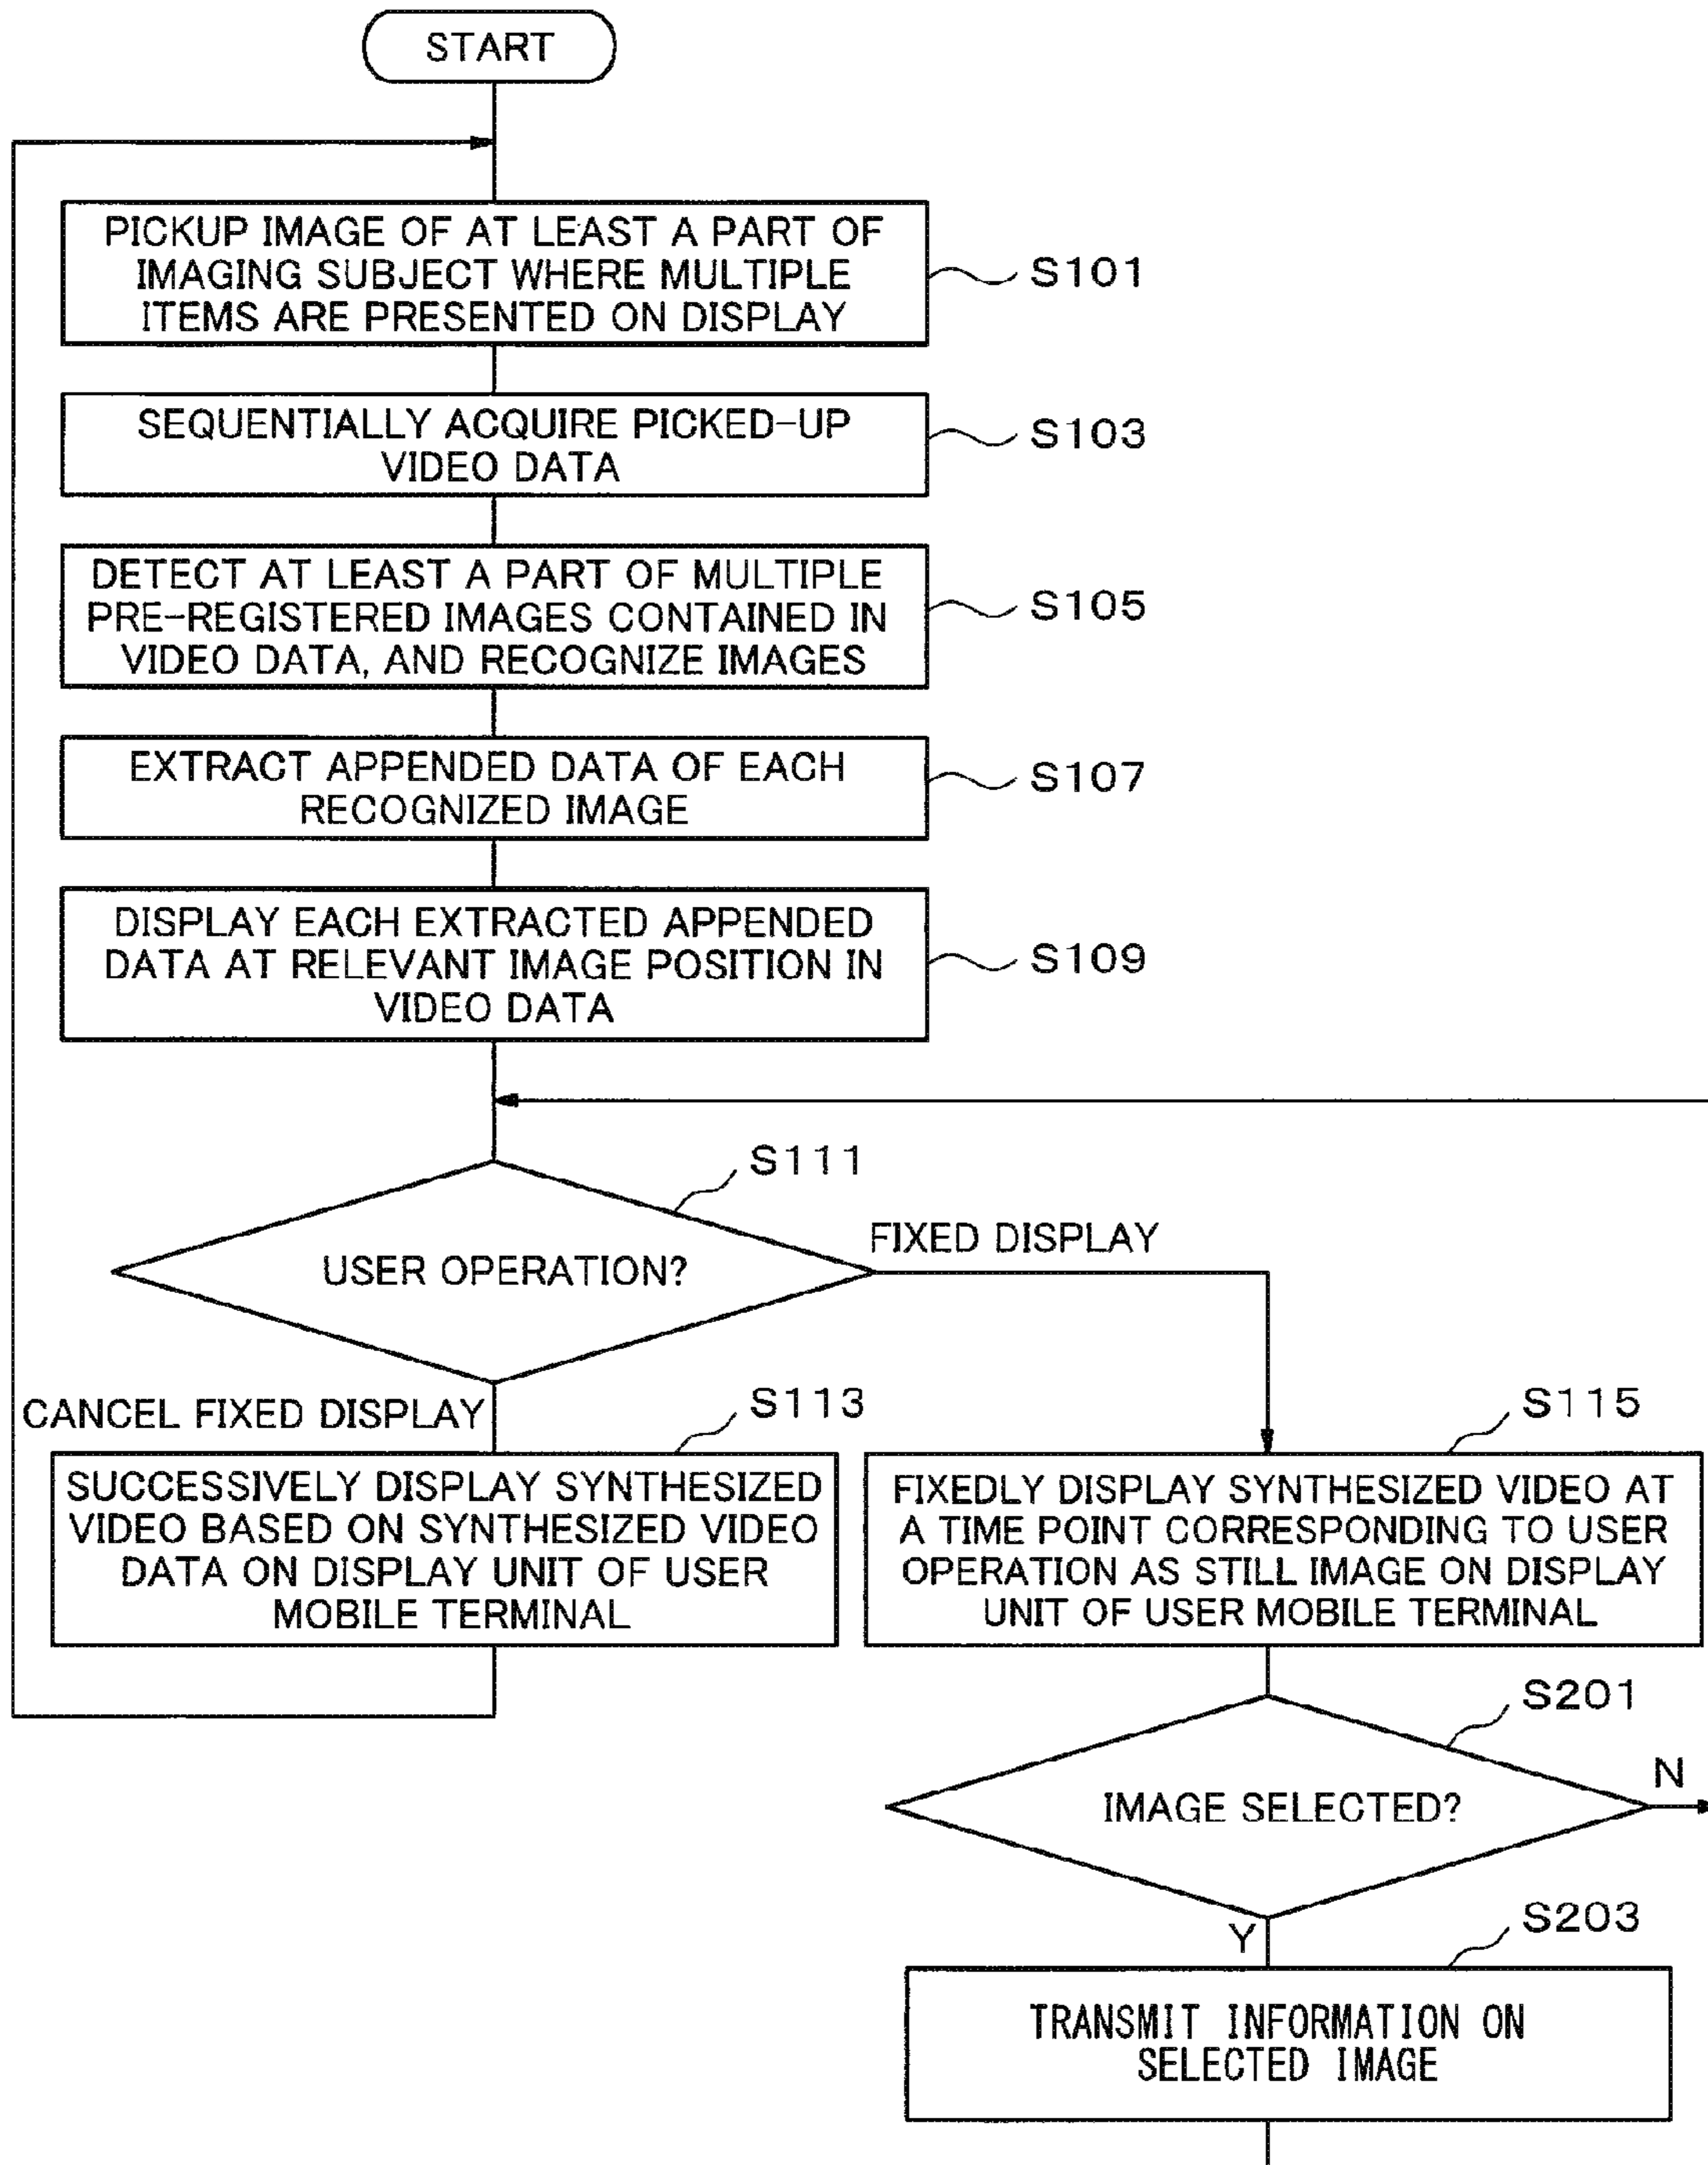 START
PICKUP IMAGE OF AT LEAST A PART OF
IMAGING SUBJECT WHERE MULTIPLE
ITEMS ARE PRESENTED ON DISPLAY
S101
SEQUENTIALLY ACQUIRE PICKED-UP
VIDEO DATA
S103
DETECT AT LEAST A PART OF MULTIPLE
PRE-REGISTERED IMAGES CONTAINED IN
VIDEO DATA, AND RECOGNIZE IMAGES
S105
EXTRACT APPENDED DATA OF EACH
RECOGNIZED IMAGE
S107
DISPLAY EACH EXTRACTED APPENDED
DATA AT RELEVANT IMAGE POSITION IN
VIDEO DATA
S109
S111
USER OPERATION?
FIXED DISPLAY
CANCEL FIXED DISPLAY
S113
SUCCESSIVELY DISPLAY SYNTHESIZED
VIDEO BASED ON SYNTHESIZED VIDEO
DATA ON DISPLAY UNIT OF USER
MOBILE TERMINAL
S115
FIXEDLY DISPLAY SYNTHESIZED VIDEO AT
A TIME POINT CORRESPONDING TO USER
OPERATION AS STILL IMAGE ON DISPLAY
UNIT OF USER MOBILE TERMINAL
S201
IMAGE SELECTED?
N
Y
S203
TRANSMIT INFORMATION ON
SELECTED IMAGE